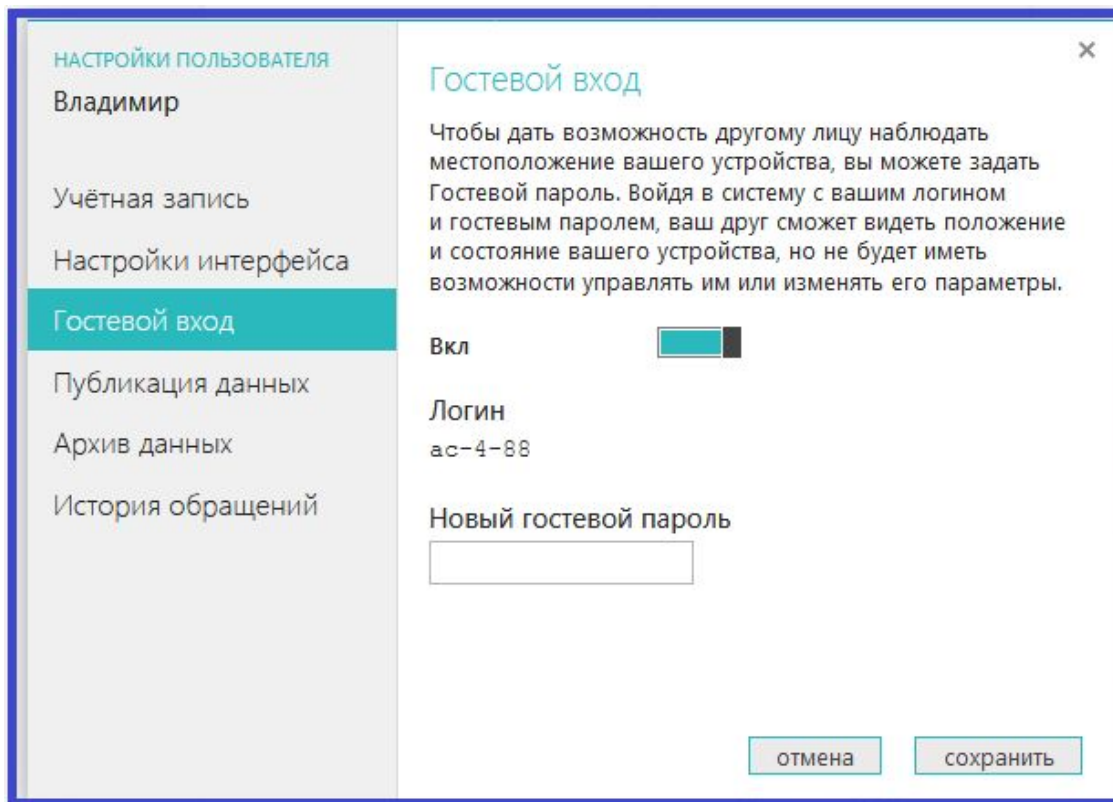 НАСТРОЙКИ ПОЛЬЗОВАТЕЛЯ
Владимир
Учётная запись
Настройки интерфейса
Гостевой вход
Публикация данных
Архив данных
История обращений
×
Гостевой вход
Чтобы дать возможность другому лицу наблюдать
местоположение вашего устройства, вы можете задать
Гостевой пароль. Войдя в систему с вашим логином
и гостевым паролем, ваш друг сможет видеть положение
и состояние вашего устройства, но не будет иметь
возможности управлять им или изменять его параметры.
Вкл
Логин
ac-4-88
Новый гостевой пароль
отмена
сохранить